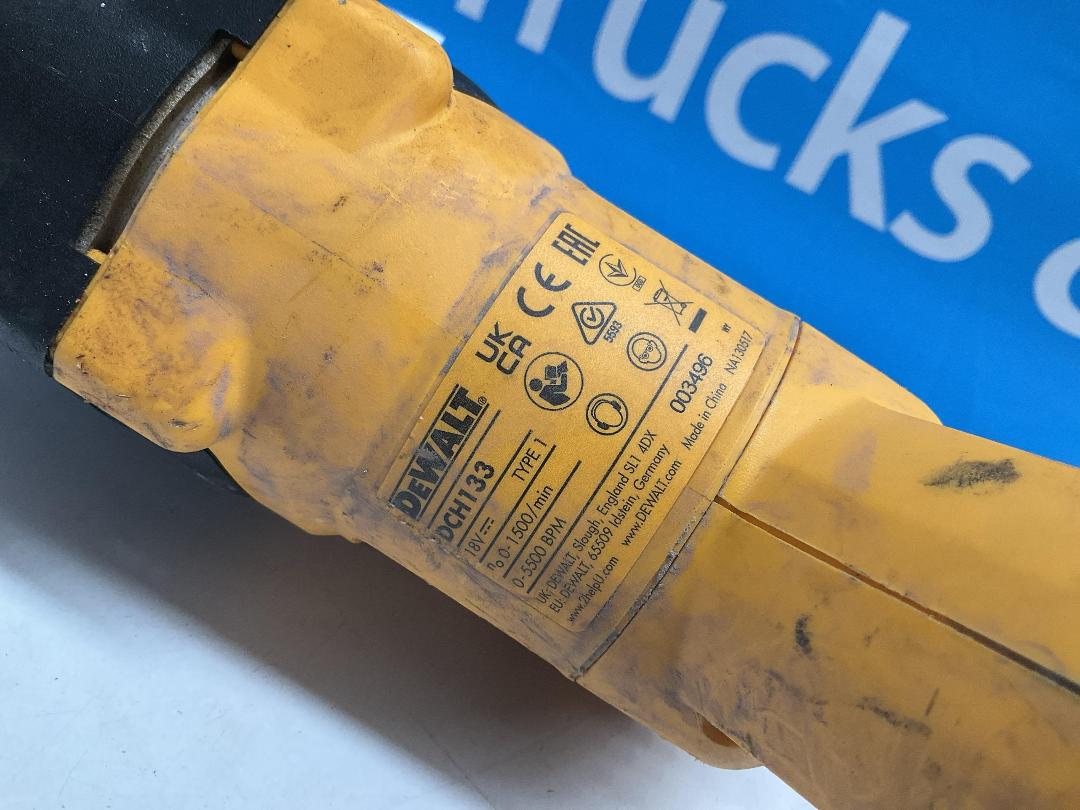 rucks
UK
CA
CE
EAC
5593
DEWALT®
DCH133
TYPE 1
18V
n₀ 0-1500/min
0-5500 BPM
003496
UK: DEWALT, Slough, England SL1 4DX
EU: DEWALT, 65509 Idstein, Germany
www.2helpU.com www.DEWALT.com Made in China NA130617